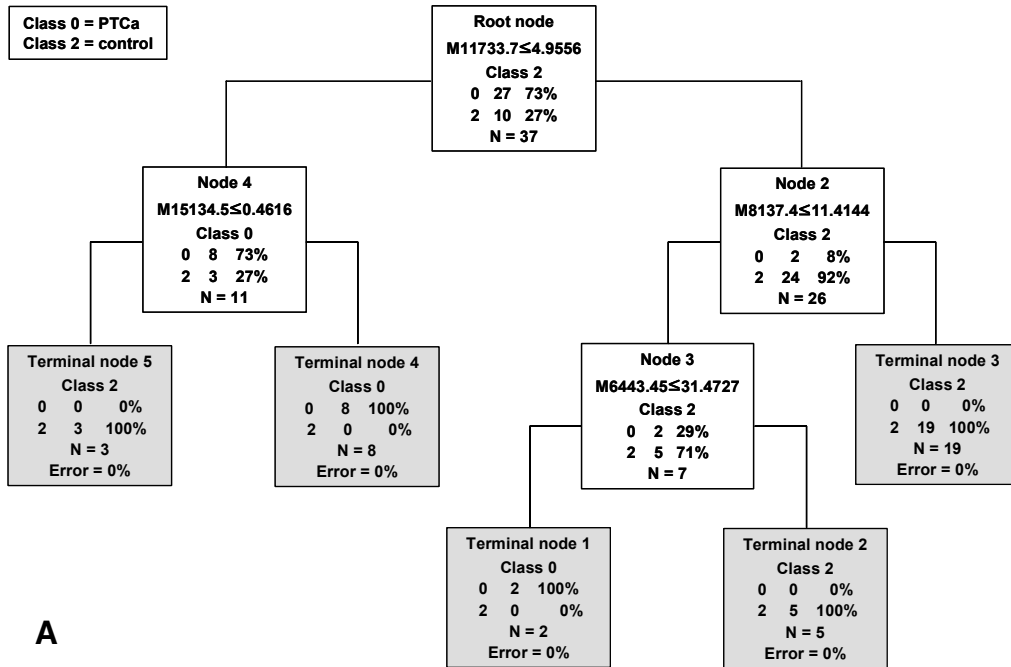 Class 0 = PTCa
Class 2 = control
Root node
M11733.7≤4.9556
Class 2
0 27 73%
2 10 27%
N = 37
Node 4
M15134.5≤0.4616
Class 0
0 8 73%
2 3 27%
N = 11
Node 2
M8137.4≤11.4144
Class 2
0 2 8%
2 24 92%
N = 26
Terminal node 5
Class 2
0 0 0%
2 3 100%
N = 3
Error = 0%
Terminal node 4
Class 0
0 8 100%
2 0 0%
N = 8
Error = 0%
Node 3
M6443.45≤31.4727
Class 2
0 2 29%
2 5 71%
N = 7
Terminal node 3
Class 2
0 0 0%
2 19 100%
N = 19
Error = 0%
Terminal node 1
Class 0
0 2 100%
2 0 0%
N = 2
Error = 0%
Terminal node 2
Class 2
0 0 0%
2 5 100%
N = 5
Error = 0%
A